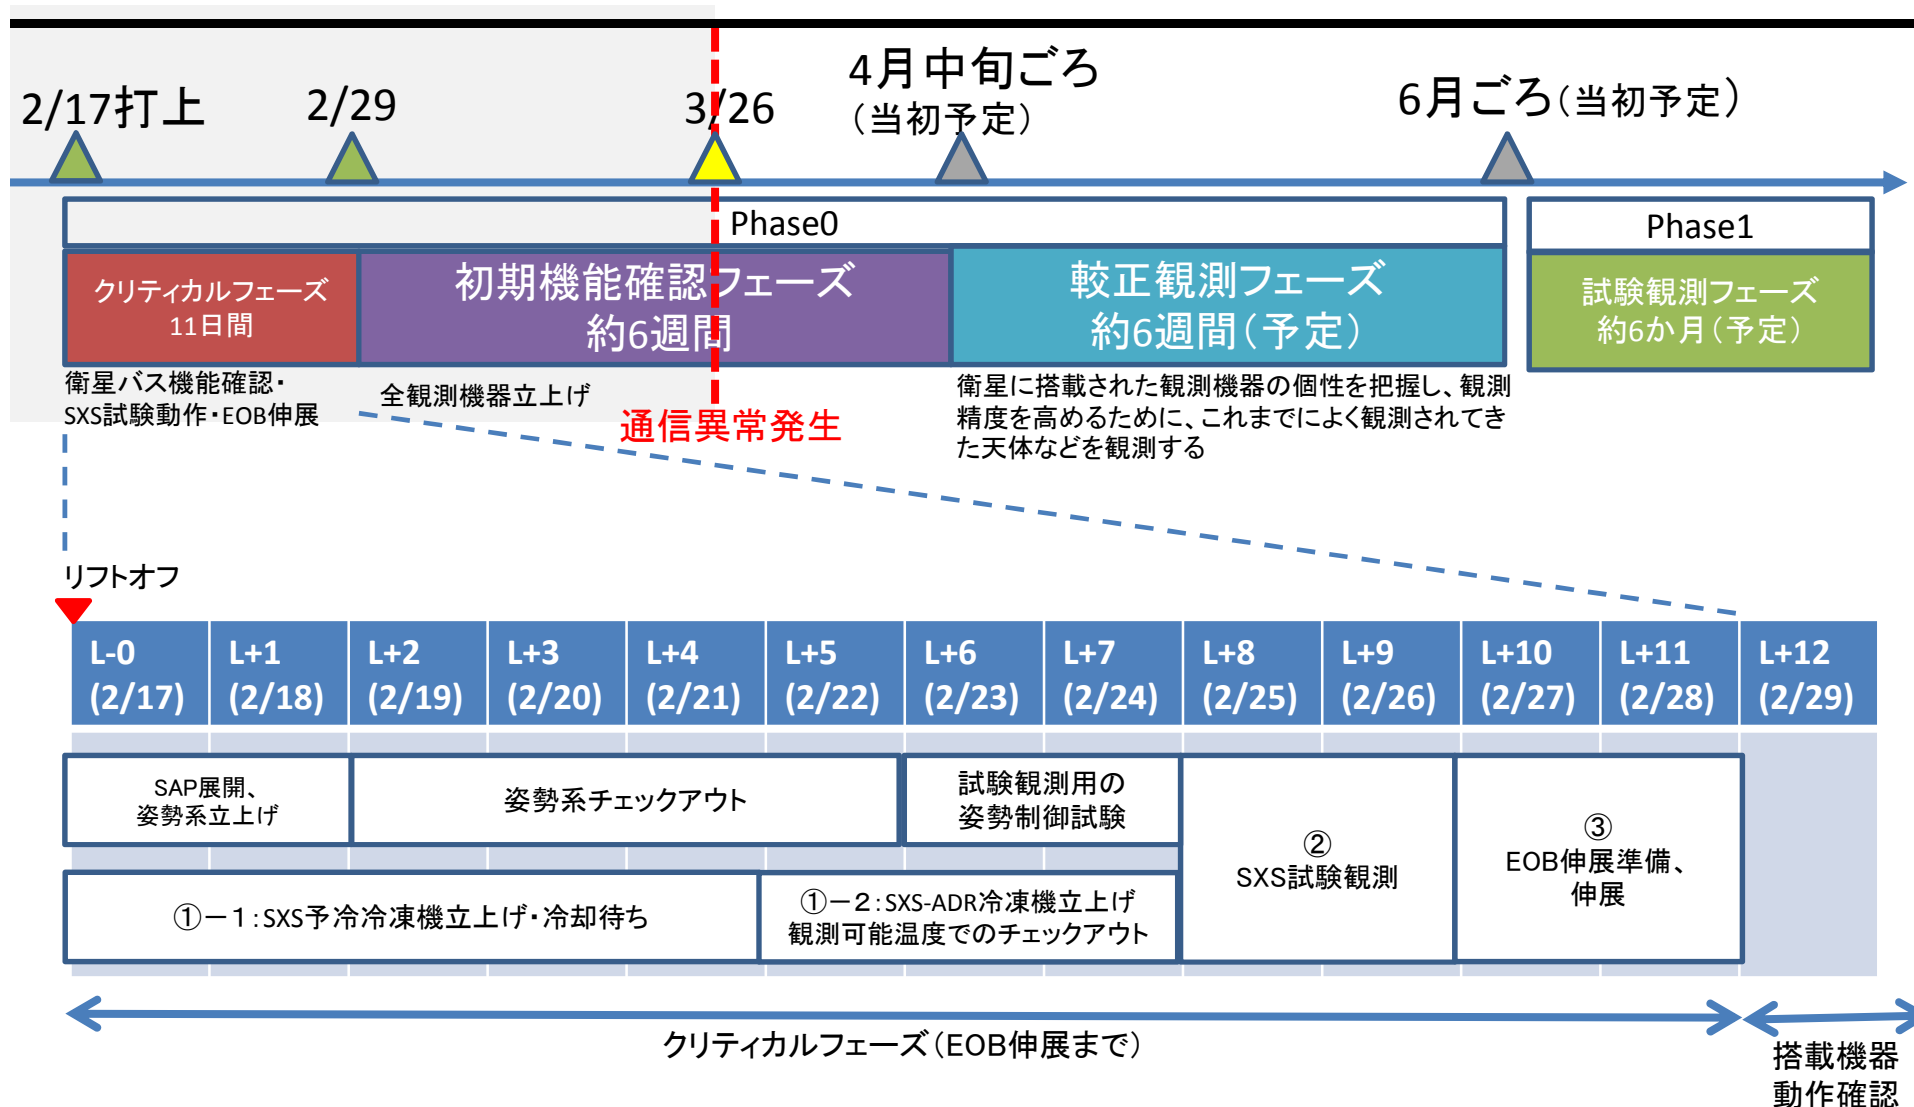 2/17打上
2/29
3/26
4月中旬ごろ
（当初予定）
6月ごろ（当初予定）
Phase0
Phase1
クリティカルフェーズ
11日間
初期機能確認フェーズ
約6週間
較正観測フェーズ
約6週間（予定）
試験観測フェーズ
約6か月（予定）
衛星バス機能確認・
SXS試験動作・EOB伸展
全観測機器立上げ
通信異常発生
衛星に搭載された観測機器の個性を把握し、観測
精度を高めるために、これまでによく観測されてき
た天体などを観測する
リフトオフ
L-0
(2/17)
L+1
(2/18)
L+2
(2/19)
L+3
(2/20)
L+4
(2/21)
L+5
(2/22)
L+6
(2/23)
L+7
(2/24)
L+8
(2/25)
L+9
(2/26)
L+10
(2/27)
L+11
(2/28)
L+12
(2/29)
SAP展開、
姿勢系立上げ
姿勢系チェックアウト
試験観測用の
姿勢制御試験
②
SXS試験観測
③
EOB伸展準備、
伸展
①－１：SXS予冷冷凍機立上げ・冷却待ち
①－２：SXS-ADR冷凍機立上げ
観測可能温度でのチェックアウト
クリティカルフェーズ（EOB伸展まで）
搭載機器
動作確認